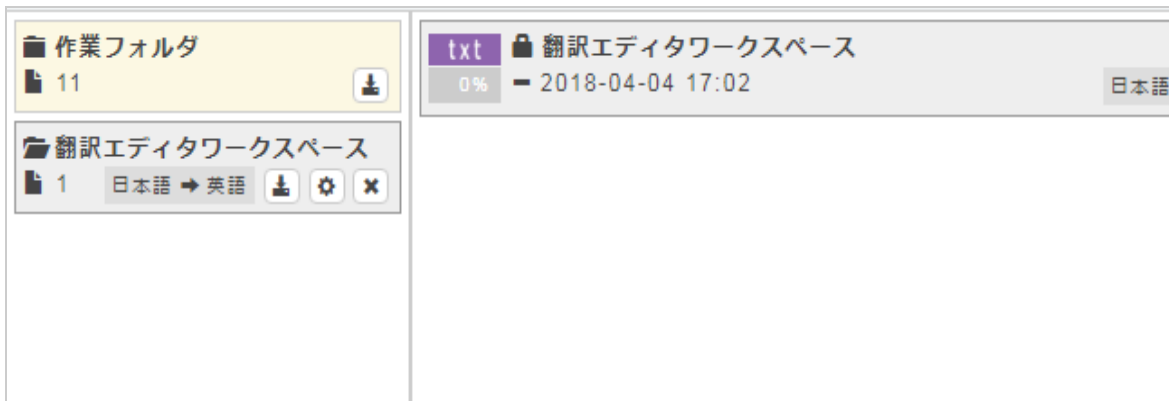 作業フォルダ
11
翻訳エディタワークスペース
1 日本語 ➡ 英語
txt 翻訳エディタワークスペース
0% 2018-04-04 17:02
日本語